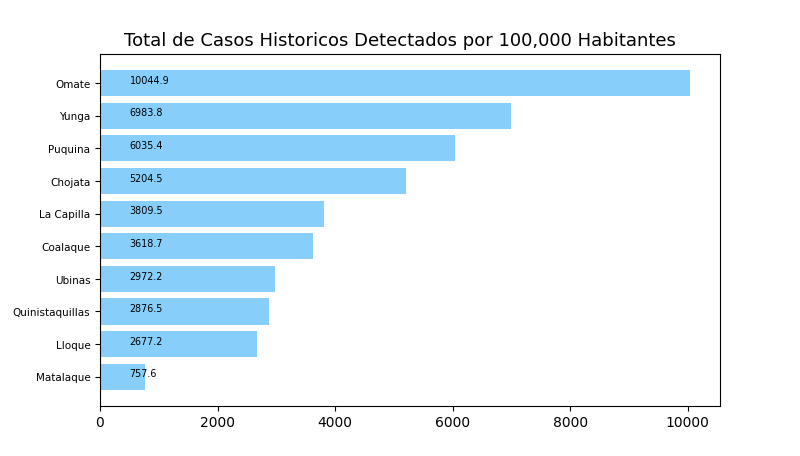 Total de Casos Historicos Detectados por 100,000 Habitantes
Omate 10044.9
Yunga 6983.8
Puquina 6035.4
Chojata 5204.5
La Capilla 3809.5
Coalaque 3618.7
Ubinas 2972.2
Quinistaquillas 2876.5
Lloque 2677.2
Matalaque 757.6
0 2000 4000 6000 8000 10000